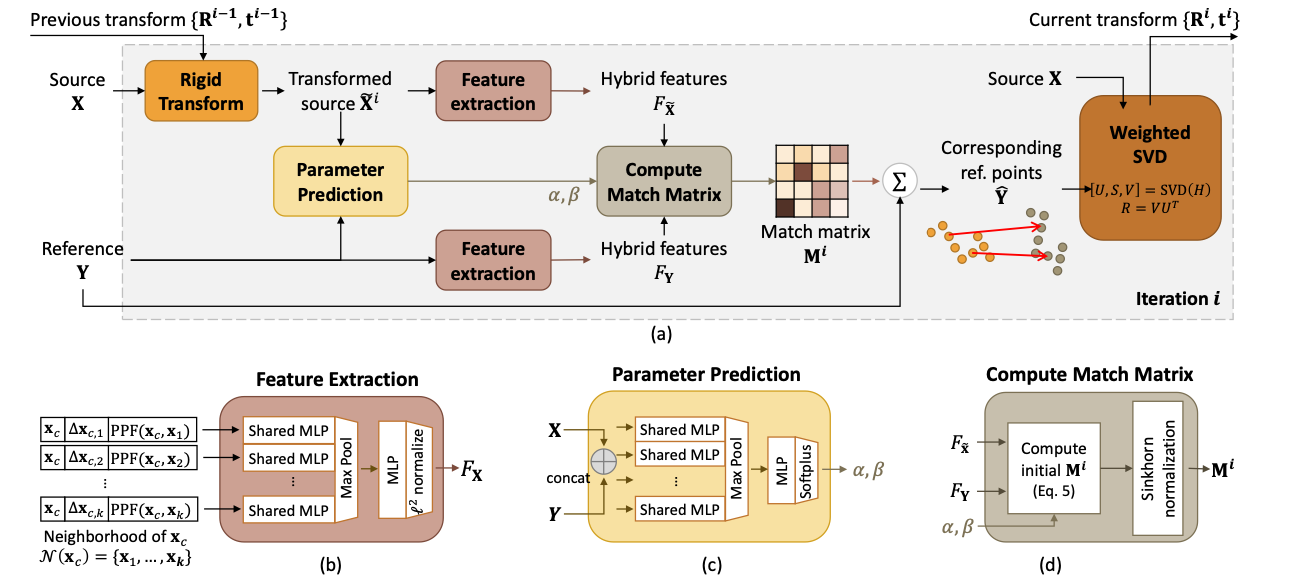 Previous transform {𝐑^{i−1}, 𝐭^{i−1}}
Current transform {𝐑^i, 𝐭^i}
Source
𝐗
Rigid
Transform
Transformed
source 𝐗̃^i
Feature
extraction
Hybrid features
F_𝐗̃
Parameter
Prediction
α, β
Compute
Match Matrix
Match matrix
𝐌^i
Σ
Reference
𝐘
Feature
extraction
Hybrid features
F_𝐘
Corresponding
ref. points
𝐘̂
Source 𝐗
Weighted
SVD
[U, S, V] = SVD(H)
R = VU^T
Iteration i
(a)
Feature Extraction
𝐱_c Δ𝐱_{c,1} PPF(𝐱_c, 𝐱_1)
𝐱_c Δ𝐱_{c,2} PPF(𝐱_c, 𝐱_2)
⋮
𝐱_c Δ𝐱_{c,k} PPF(𝐱_c, 𝐱_k)
Neighborhood of 𝐱_c
𝒩(𝐱_c) = {𝐱_1, …, 𝐱_k}
Shared MLP
Shared MLP
...
Shared MLP
Max Pool
MLP
ℓ² normalize
F_𝐗
(b)
Parameter Prediction
𝐗
concat
𝒀
Shared MLP
Shared MLP
...
Shared MLP
Max Pool
MLP
Softplus
α, β
(c)
Compute Match Matrix
F_𝐱̃
F_𝐘
α, β
Compute
initial 𝐌^i
(Eq. 5)
Sinkhorn
normalization
𝐌^i
(d)